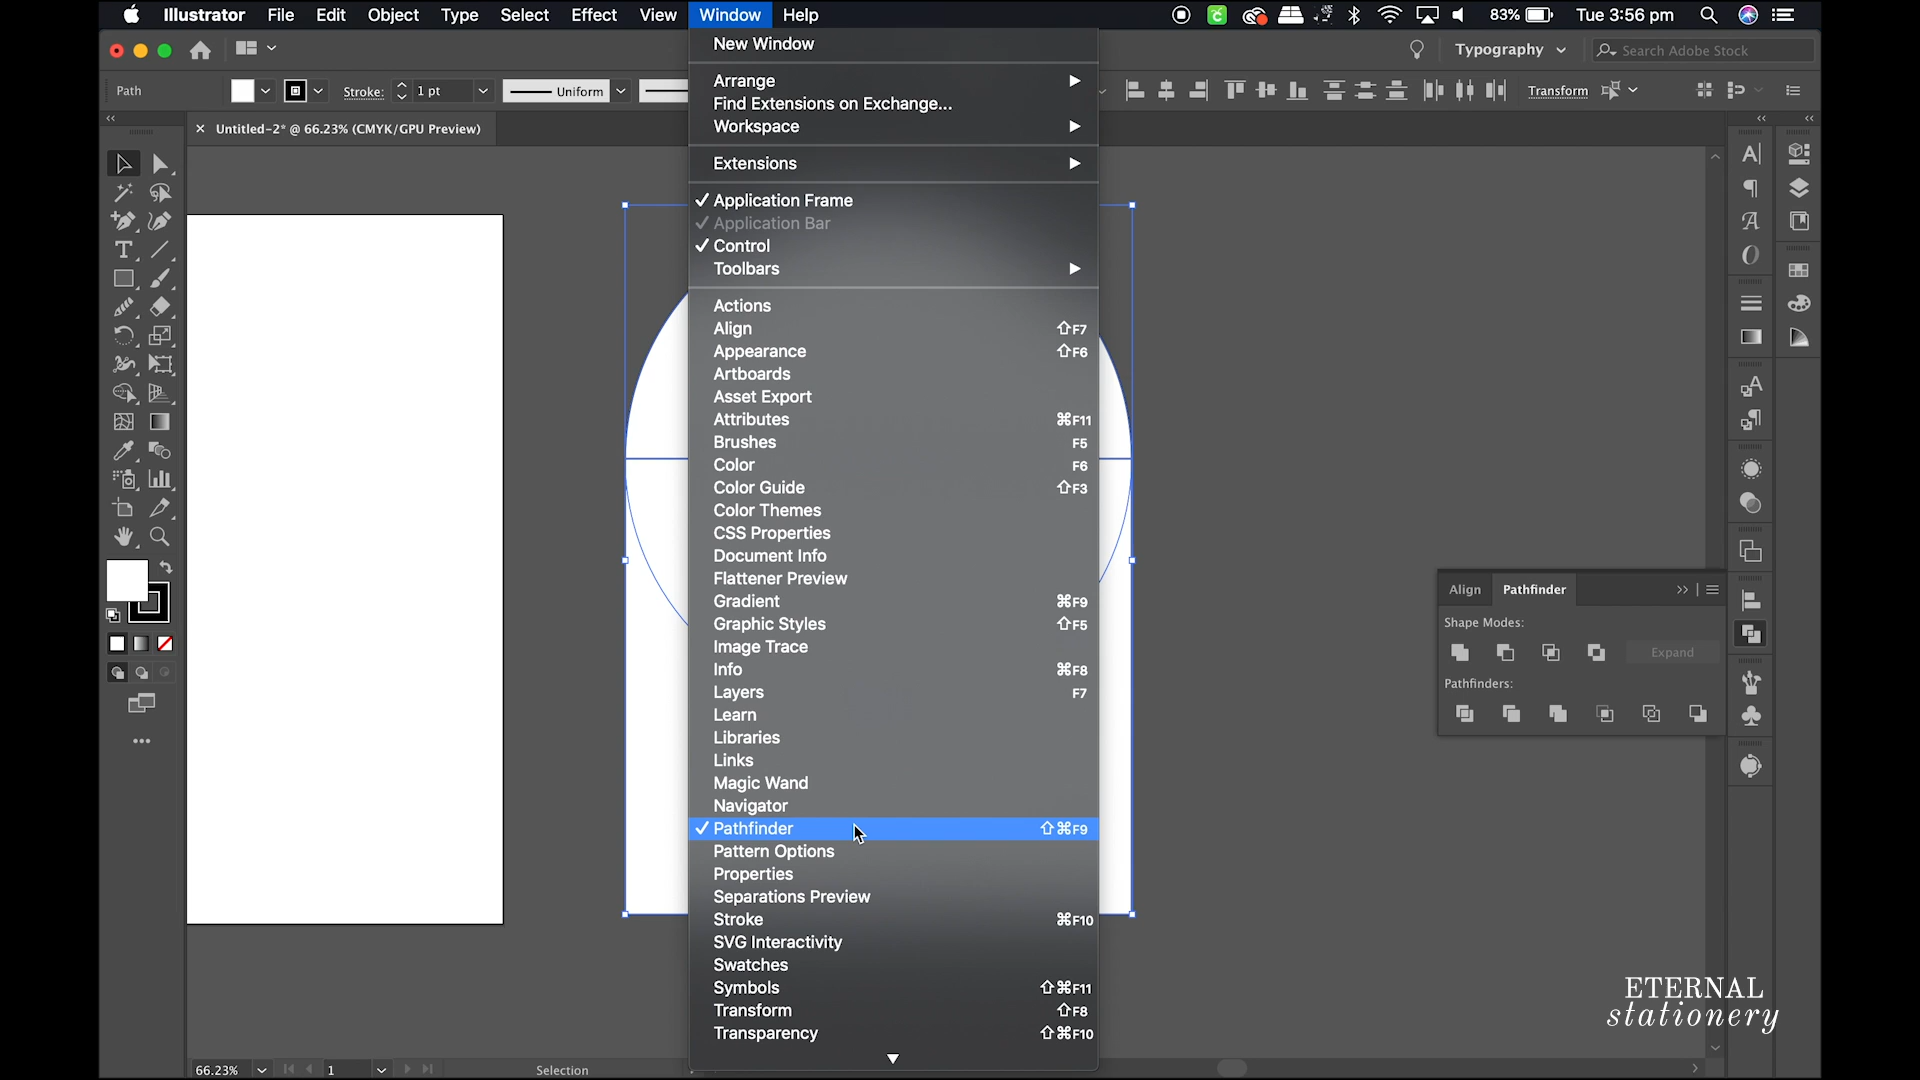 Illustrator File Edit Object Type Select Effect View Window Help 83% Tue 3:56 pm
Typography Search Adobe Stock
Path Stroke: 1 pt Uniform Transform
Untitled-2* @ 66.23% (CMYK/GPU Preview)
New Window
Arrange
Find Extensions on Exchange...
Workspace
Extensions
Application Frame
Application Bar
Control
Toolbars
Actions
Align ⇧F7
Appearance ⇧F6
Artboards
Asset Export
Attributes ⌘F11
Brushes F5
Color F6
Color Guide ⇧F3
Color Themes
CSS Properties
Document Info
Flattener Preview
Gradient ⌘F9
Graphic Styles ⇧F5
Image Trace
Info ⌘F8
Layers F7
Learn
Libraries
Links
Magic Wand
Navigator
Pathfinder ⇧⌘F9
Pattern Options
Properties
Separations Preview
Stroke ⌘F10
SVG Interactivity
Swatches
Symbols ⇧⌘F11
Transform ⇧F8
Transparency ⇧⌘F10
Align Pathfinder
Shape Modes:
Expand
Pathfinders:
ETERNAL
stationery
66.23% 1 Selection